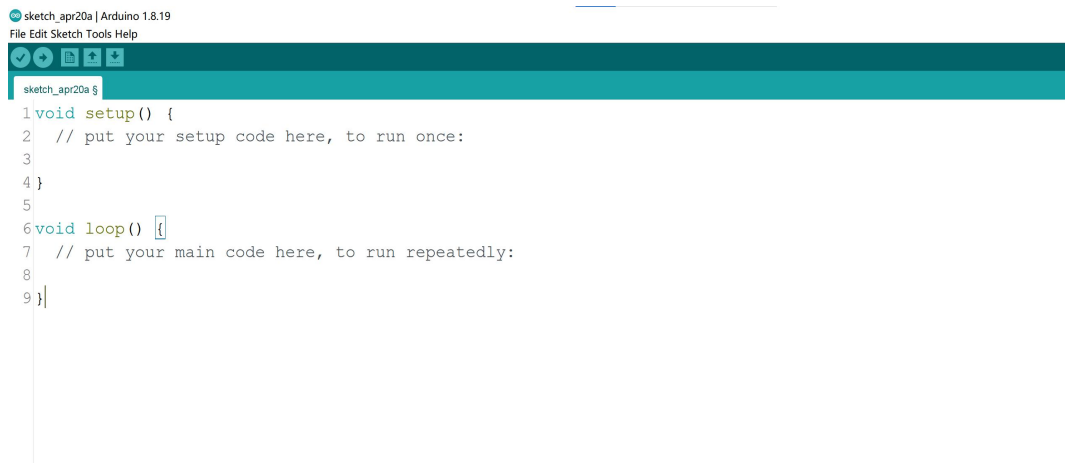 sketch_apr20a | Arduino 1.8.19
File Edit Sketch Tools Help
sketch_apr20a §
1 void setup() {
2   // put your setup code here, to run once:
3
4 }
5
6 void loop() {
7   // put your main code here, to run repeatedly:
8
9 }